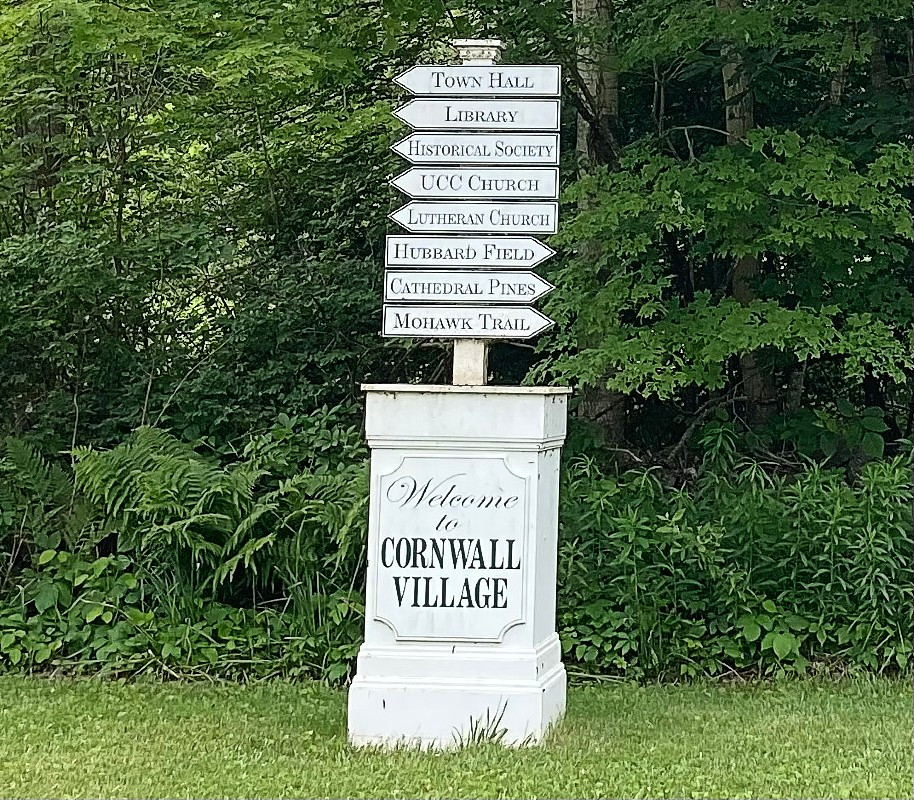 TOWN HALL
LIBRARY
HISTORICAL SOCIETY
UCC CHURCH
LUTHERAN CHURCH
HUBBARD FIELD
CATHEDRAL PINES
MOHAWK TRAIL
Welcome
to
CORNWALL
VILLAGE